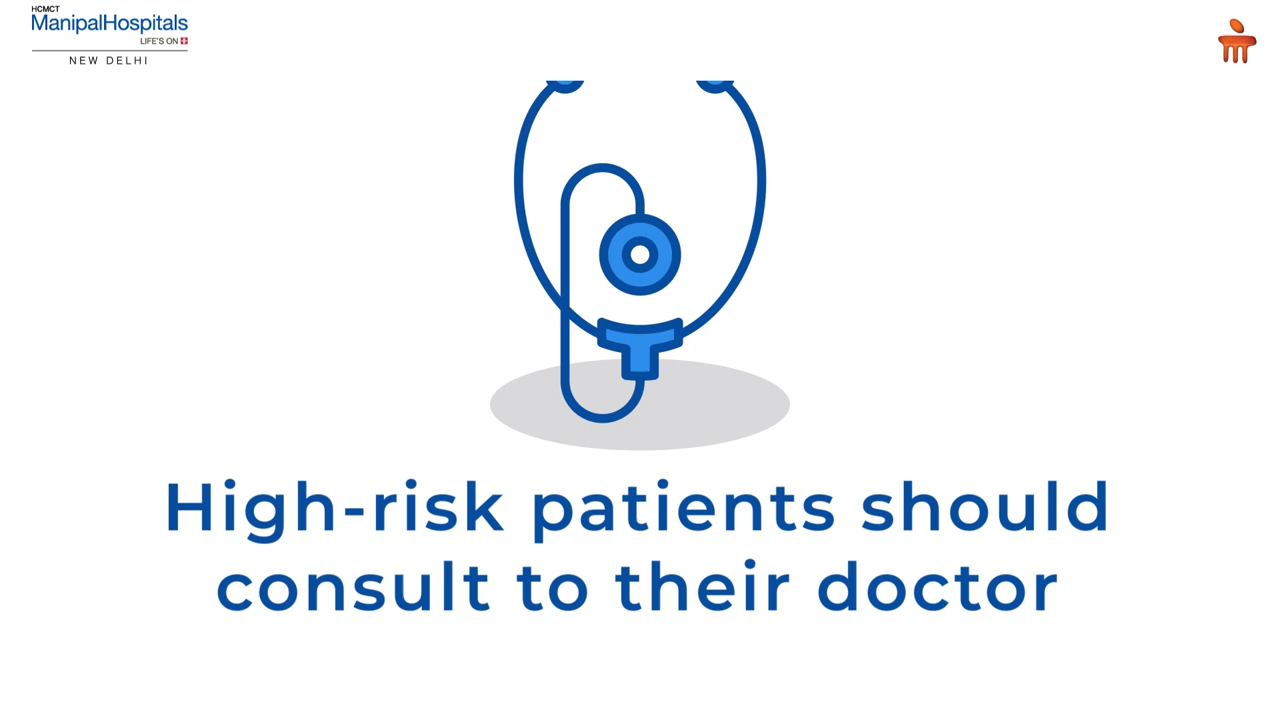 HCMCT
ManipalHospitals
LIFE'S ON
NEW DELHI
High-risk patients should
consult to their doctor